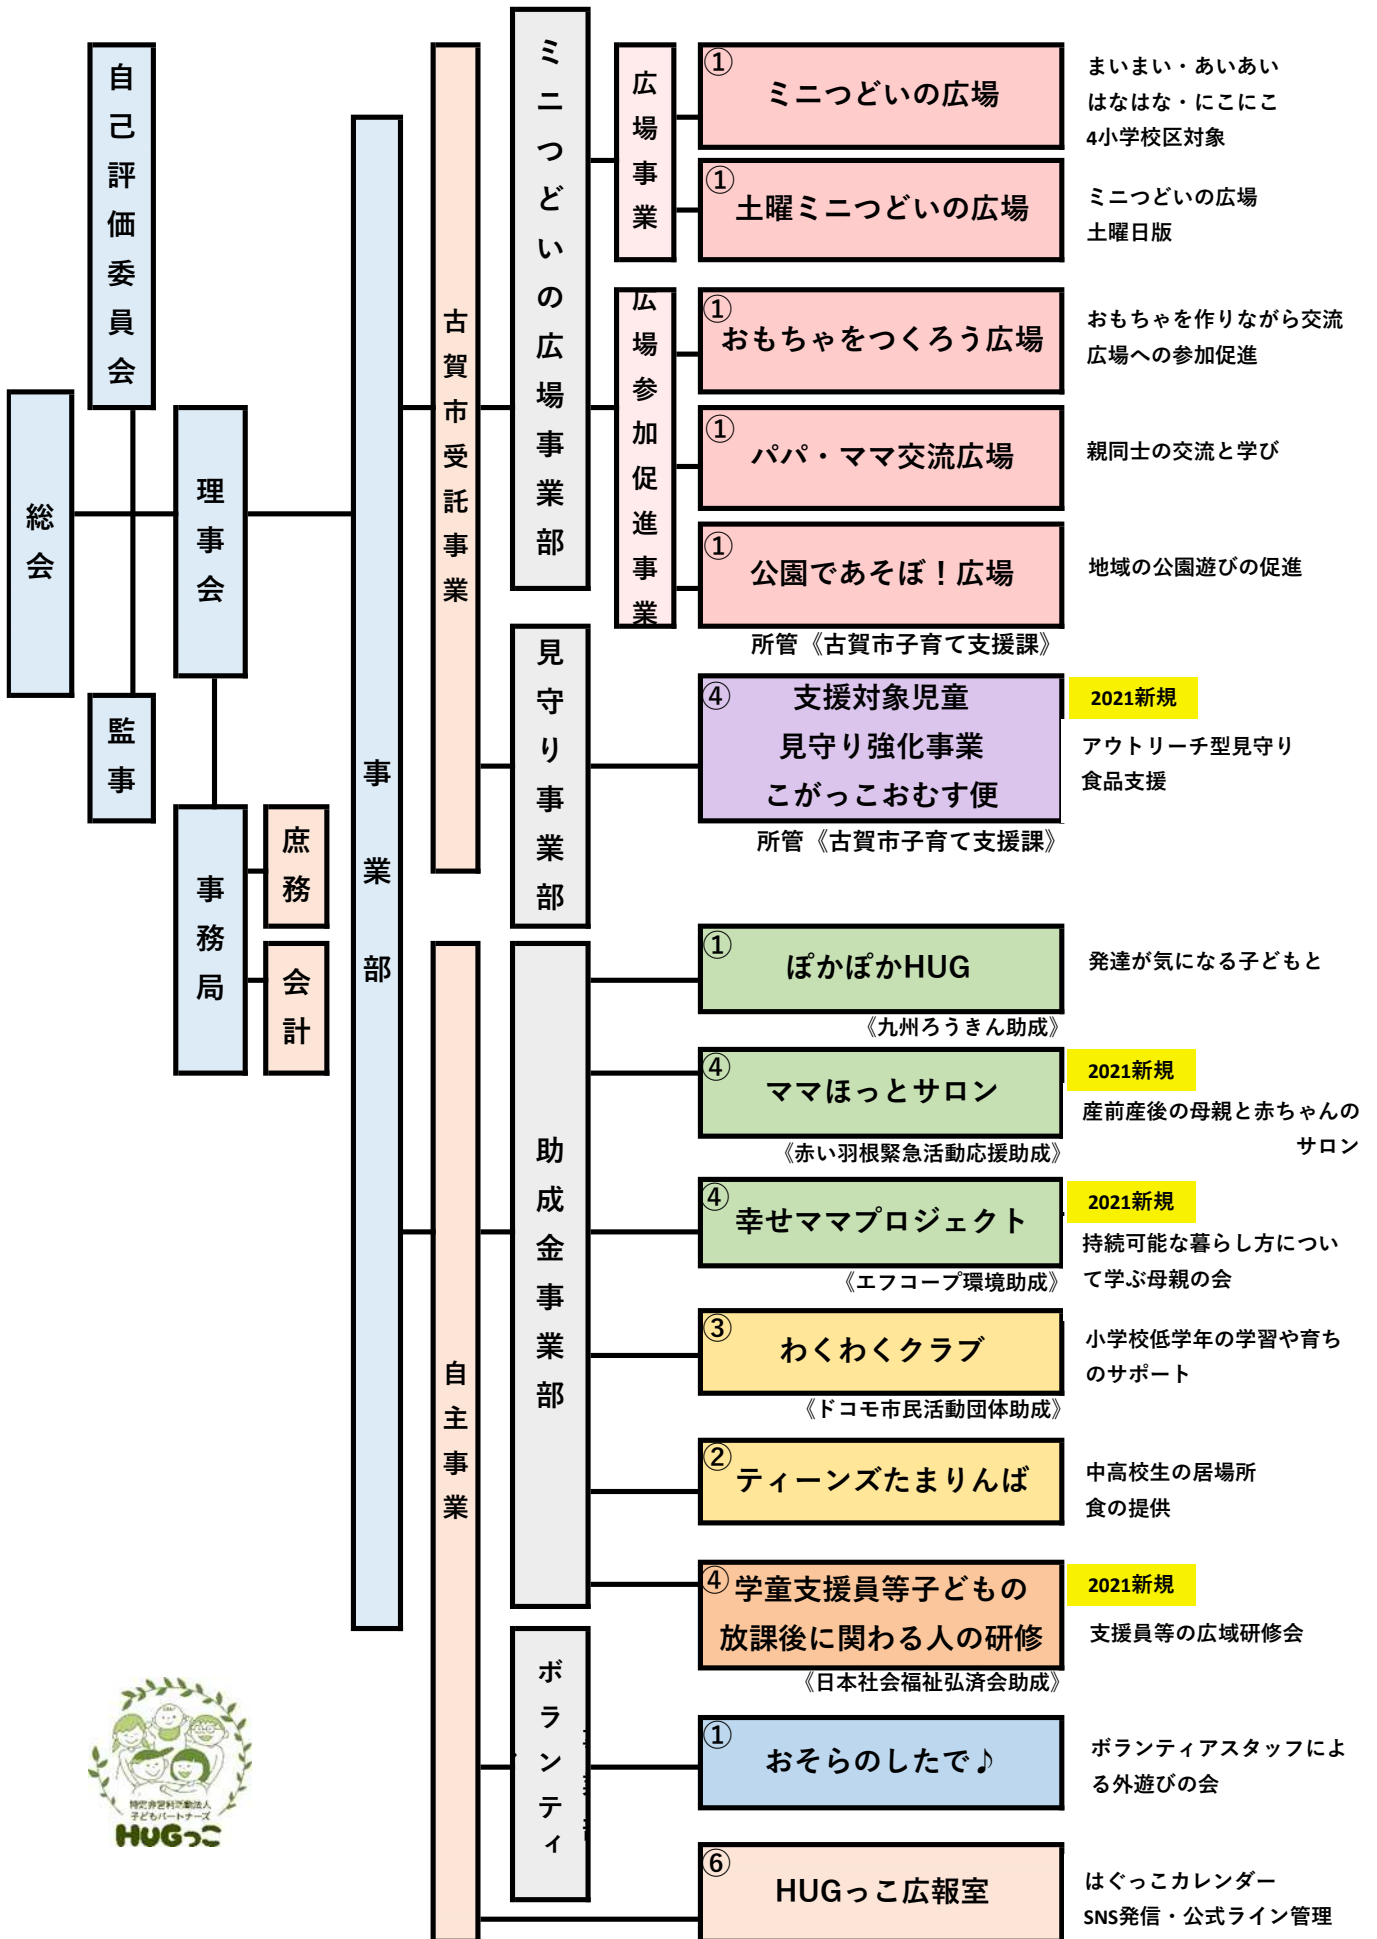 総会
自己評価委員会
監事
理事会
事務局
庶務
会計
事業部
古賀市受託事業
自主事業
ミニつどいの広場事業部
見守り事業部
助成金事業部
ボランティ
広場事業
広場参加促進事業
① ミニつどいの広場
まいまい・あいあい
はなはな・にこにこ
4小学校区対象
① 土曜ミニつどいの広場
ミニつどいの広場
土曜日版
① おもちゃをつくろう広場
おもちゃを作りながら交流
広場への参加促進
① パパ・ママ交流広場
親同士の交流と学び
① 公園であそぼ！広場
地域の公園遊びの促進
所管《古賀市子育て支援課》
④ 支援対象児童
見守り強化事業
こがっこおむす便
2021新規
アウトリーチ型見守り
食品支援
所管《古賀市子育て支援課》
① ぽかぽかHUG
発達が気になる子どもと
《九州ろうきん助成》
④ ママほっとサロン
2021新規
産前産後の母親と赤ちゃんの
サロン
《赤い羽根緊急活動応援助成》
④ 幸せママプロジェクト
2021新規
持続可能な暮らし方につい
て学ぶ母親の会
《エフコープ環境助成》
③ わくわくクラブ
小学校低学年の学習や育ち
のサポート
《ドコモ市民活動団体助成》
② ティーンズたまりんば
中高校生の居場所
食の提供
④ 学童支援員等子どもの
放課後に関わる人の研修
2021新規
支援員等の広域研修会
《日本社会福祉弘済会助成》
① おそらのしたで♪
ボランティアスタッフによ
る外遊びの会
⑥ HUGっこ広報室
はぐっこカレンダー
SNS発信・公式ライン管理
特定非営利活動法人
子どもパートナーズ
HUGっこ